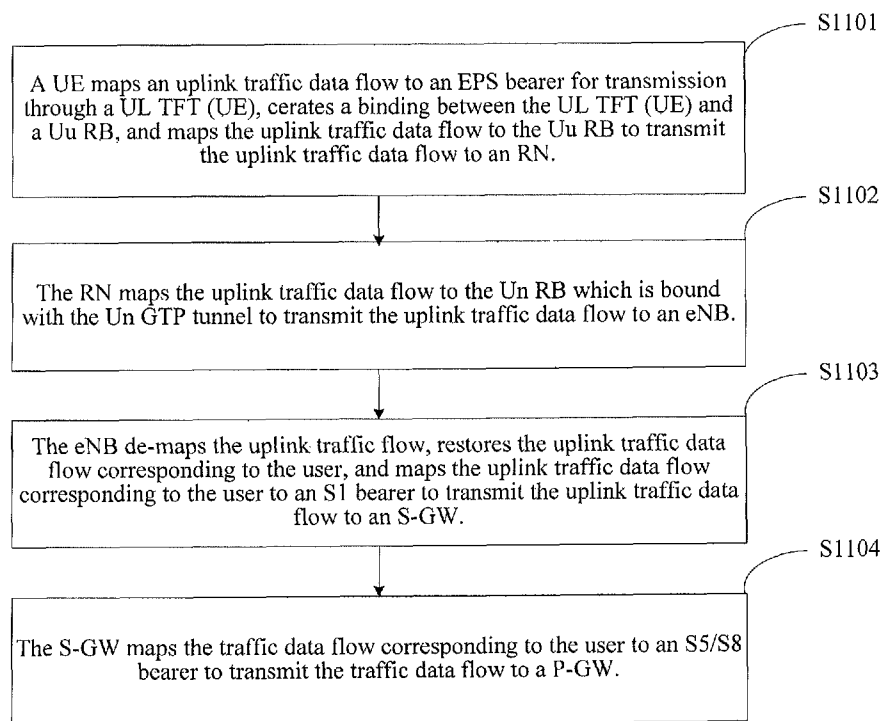 S1101
A UE maps an uplink traffic data flow to an EPS bearer for transmission
through a UL TFT (UE), cerates a binding between the UL TFT (UE) and
a Uu RB, and maps the uplink traffic data flow to the Uu RB to transmit
the uplink traffic data flow to an RN.
S1102
The RN maps the uplink traffic data flow to the Un RB which is bound
with the Un GTP tunnel to transmit the uplink traffic data flow to an eNB.
S1103
The eNB de-maps the uplink traffic flow, restores the uplink traffic data
flow corresponding to the user, and maps the uplink traffic data flow
corresponding to the user to an S1 bearer to transmit the uplink traffic data
flow to an S-GW.
S1104
The S-GW maps the traffic data flow corresponding to the user to an S5/S8
bearer to transmit the traffic data flow to a P-GW.